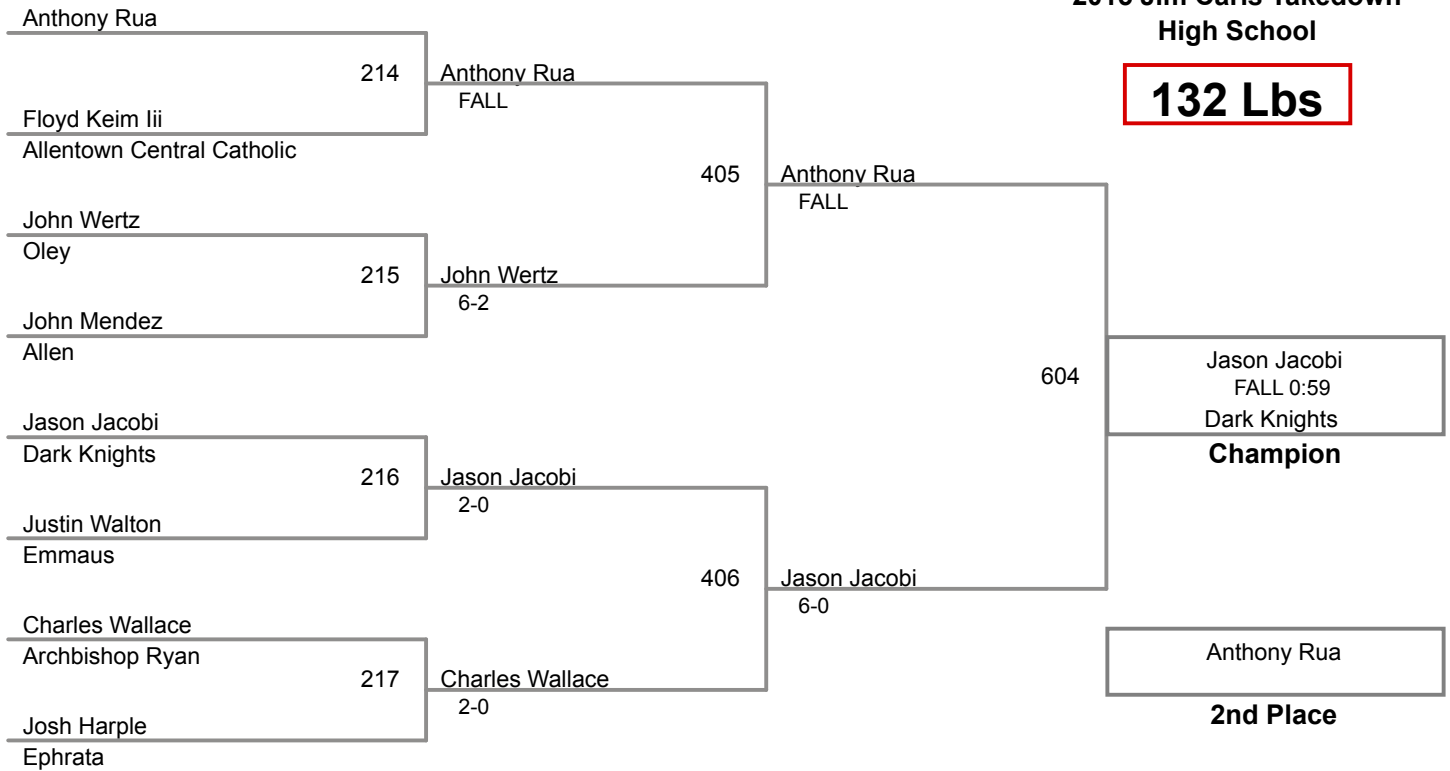 Jim Caris Takedown
High School
132 Lbs
Anthony Rua
214
Floyd Keim Iii
Allentown Central Catholic
Anthony Rua
FALL
John Wertz
Oley
215
John Mendez
Allen
John Wertz
6-2
405
Anthony Rua
FALL
Jason Jacobi
Dark Knights
216
Justin Walton
Emmaus
Jason Jacobi
2-0
Charles Wallace
Archbishop Ryan
217
Josh Harple
Ephrata
Charles Wallace
2-0
406
Jason Jacobi
6-0
604
Jason Jacobi
FALL 0:59
Dark Knights
Champion
Anthony Rua
2nd Place